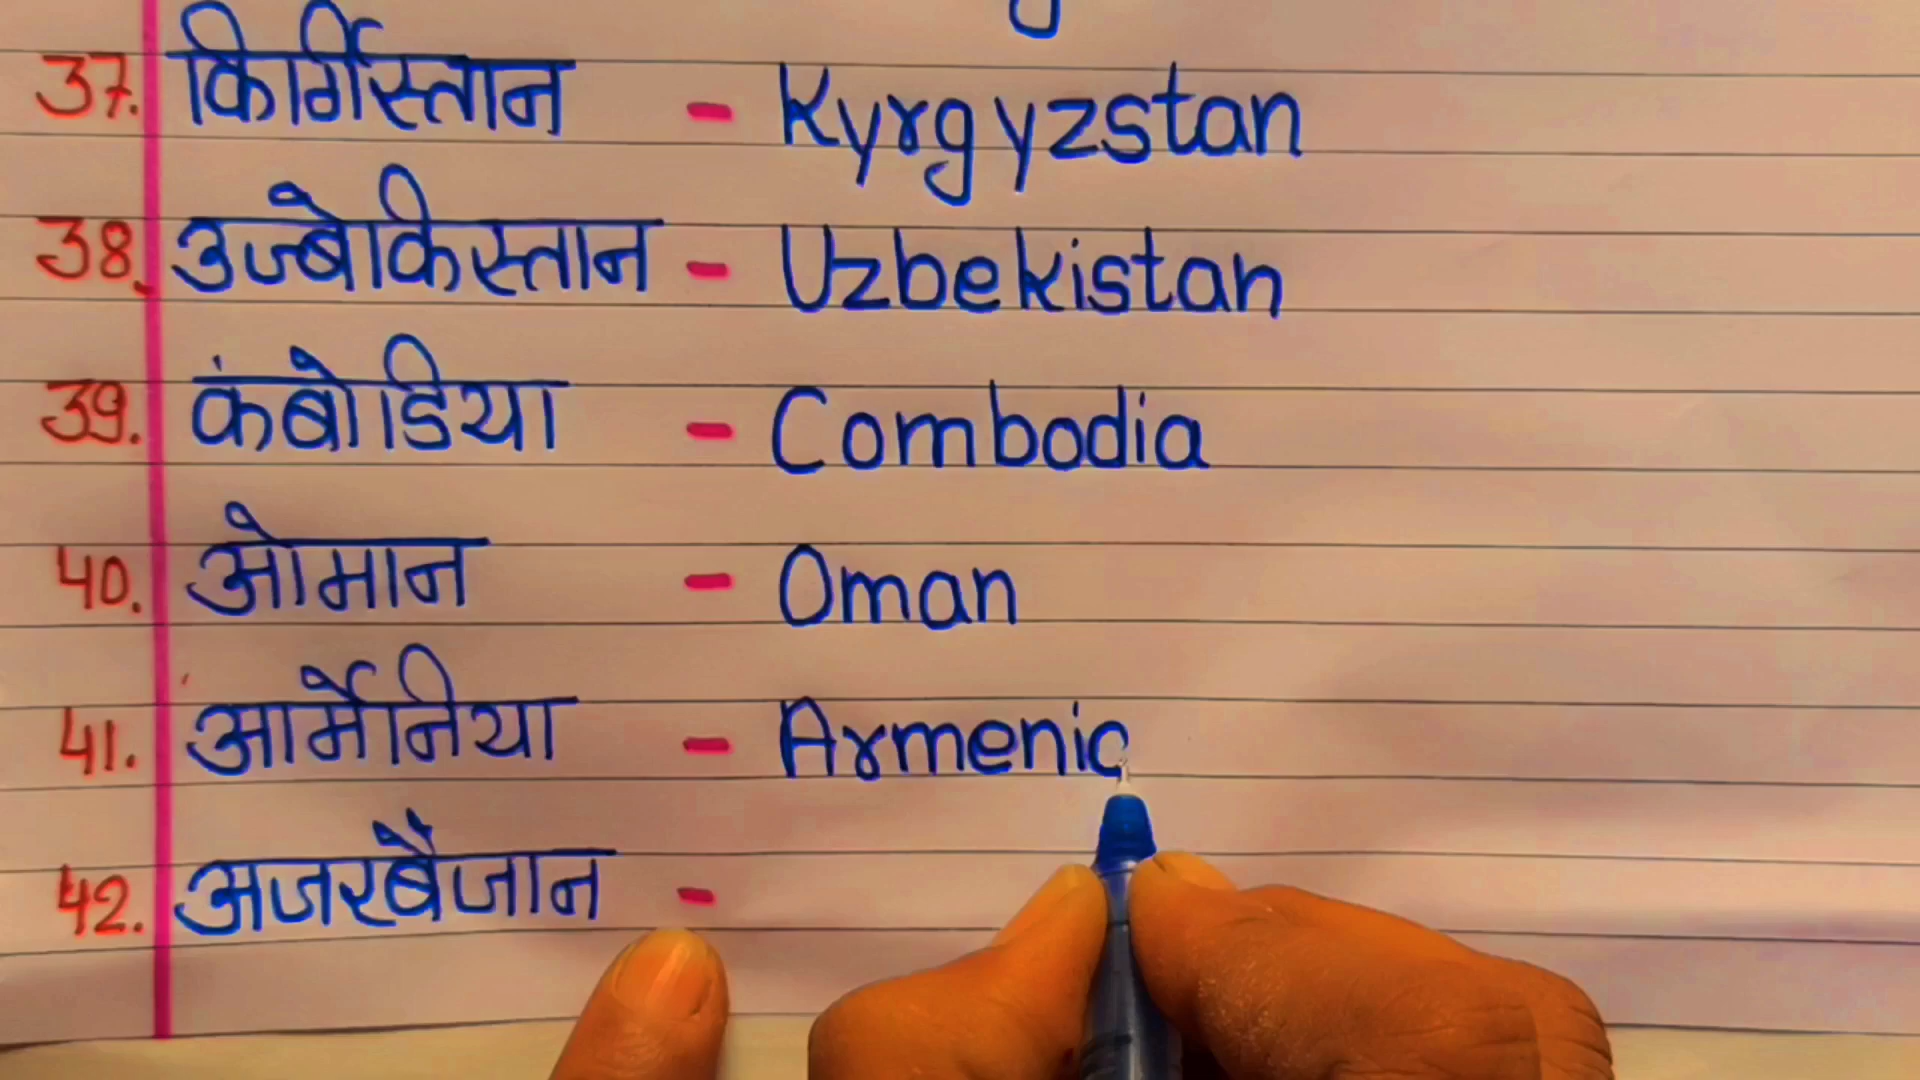 37. किर्गिस्तान - Kyrgyzstan
38. उज्बेकिस्तान - Uzbekistan
39. कंबोडिया - Combodia
40. ओमान - Oman
41. आर्मेनिया - Armenia
42. अजरबैजान -